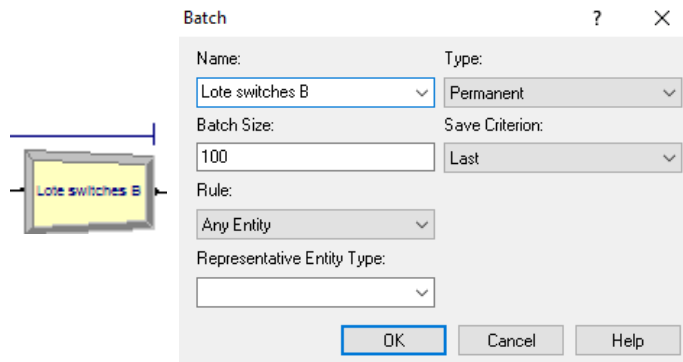 Batch
?
Name:
Type:
Lote switches B
Permanent
Batch Size:
Save Criterion:
100
Last
Lote switches B
Rule:
Any Entity
Representative Entity Type:
OK
Cancel
Help